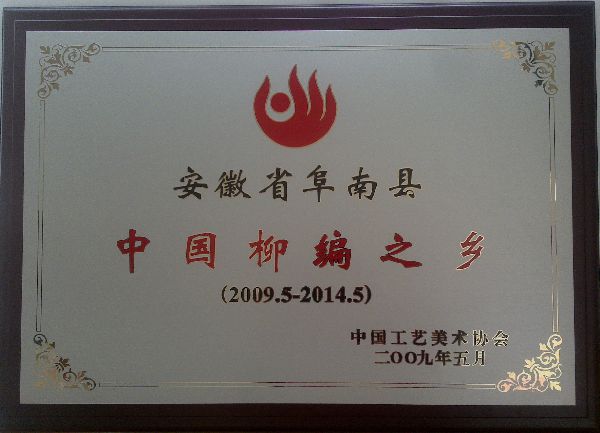 安徽省阜南县
中国柳编之乡
(2009.5-2014.5)
中国工艺美术协会
二〇〇九年五月